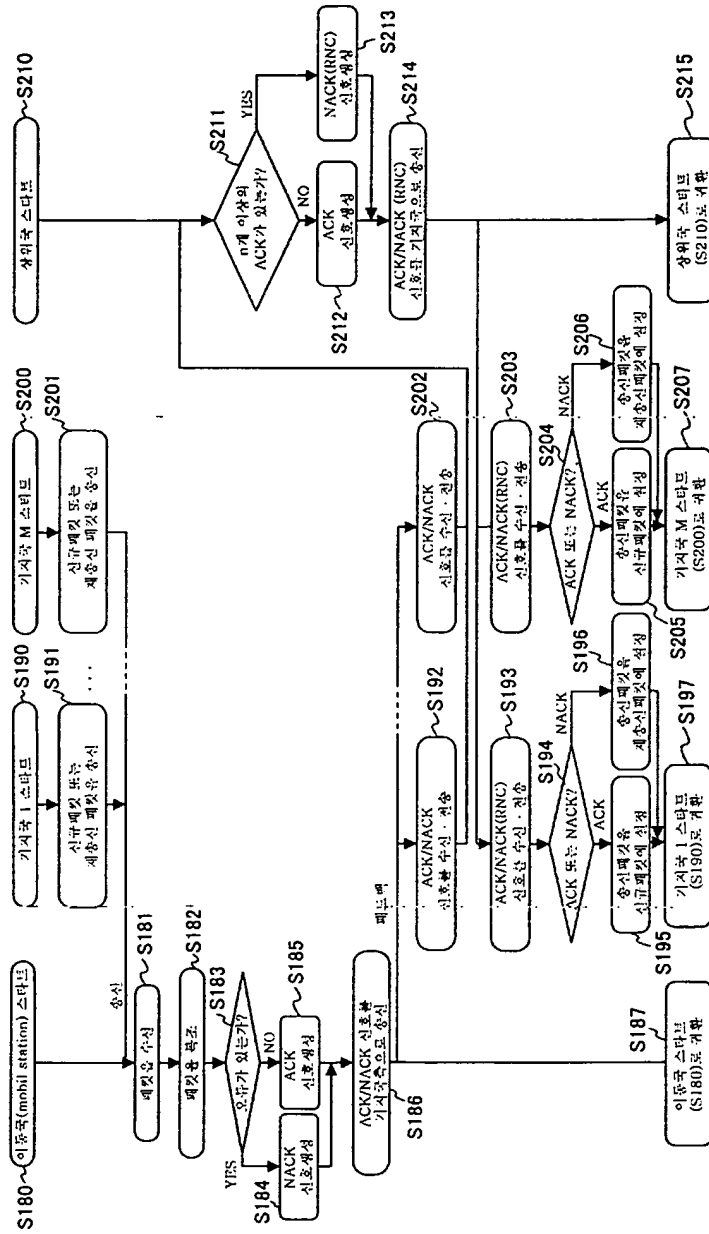 S180
이동국(mobil station) 스타트
송신
S181
패킷을 수신
S182
패킷을 복조
S183
오류가 있는가?
YES
NO
S184
NACK
신호생성
S185
ACK
신호생성
S186
ACK/NACK 신호를
기지국측으로 송신
피드백
S187
이동국 스타트
(S180)로 귀환
S190
기지국 1 스타트
S191
신규패킷 또는
재송신 패킷을 송신
...
S192
ACK/NACK
신호를 수신·전송
S193
ACK/NACK(RNC)
신호를 수신·전송
S194
ACK 또는 NACK?
NACK
ACK
S195
송신패킷을
신규패킷에 설정
S196
송신패킷을
재송신패킷에 설정
S197
기지국 1 스타트
(S190)로 귀환
S200
기지국 M 스타트
S201
신규패킷 또는
재송신 패킷을 송신
S202
ACK/NACK
신호를 수신·전송
S203
ACK/NACK(RNC)
신호를 수신·전송
S204
ACK 또는 NACK?
NACK
ACK
S205
송신패킷을
신규패킷에 설정
S206
송신패킷을
재송신패킷에 설정
S207
기지국 M 스타트
(S200)로 귀환
S210
상위국 스타트
S211
n개 이상의
ACK가 있는가?
YES
NO
S212
ACK
신호생성
S213
NACK(RNC)
신호생성
S214
ACK/NACK (RNC)
신호를 기지국으로 송신
S215
상위국 스타트
(S210)로 귀환